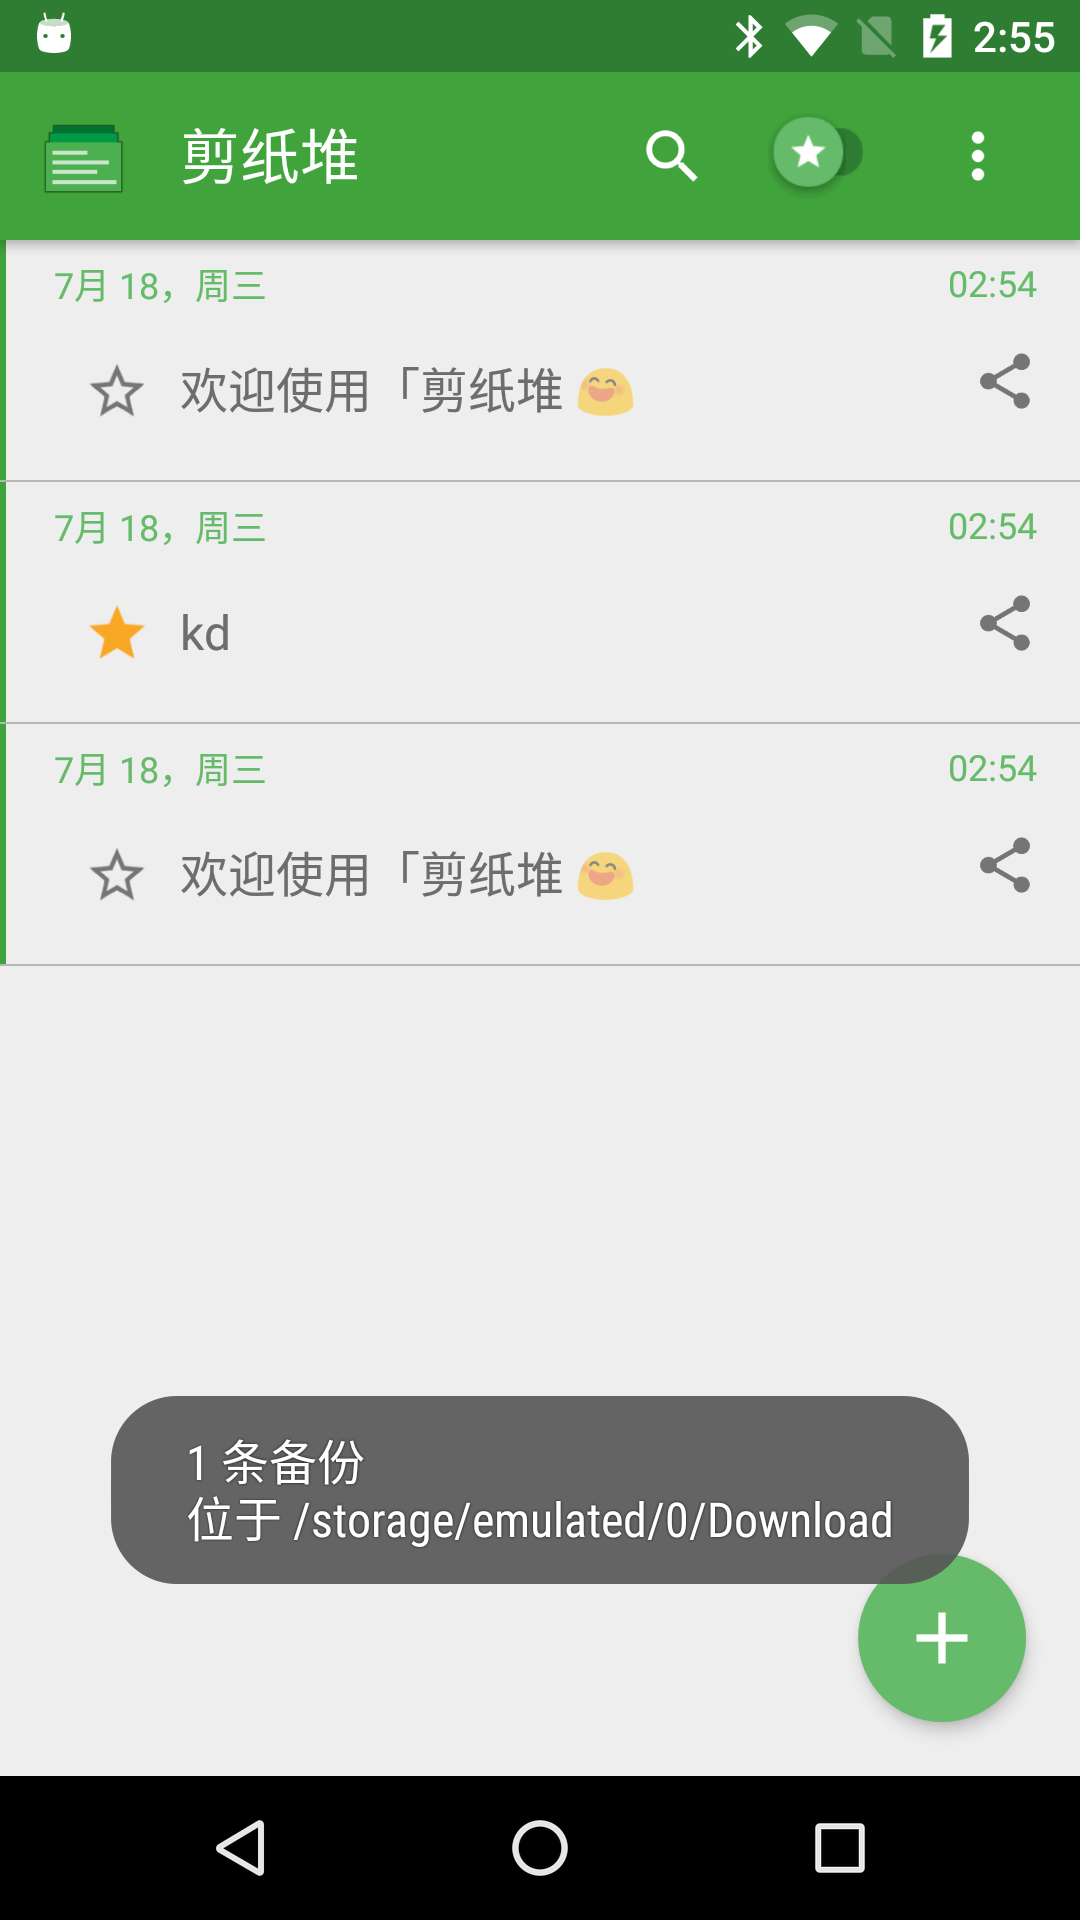 2:55
剪纸堆
7月 18，周三
02:54
欢迎使用「剪纸堆 😄
7月 18，周三
02:54
kd
7月 18，周三
02:54
欢迎使用「剪纸堆 😄
1 条备份
位于 /storage/emulated/0/Download